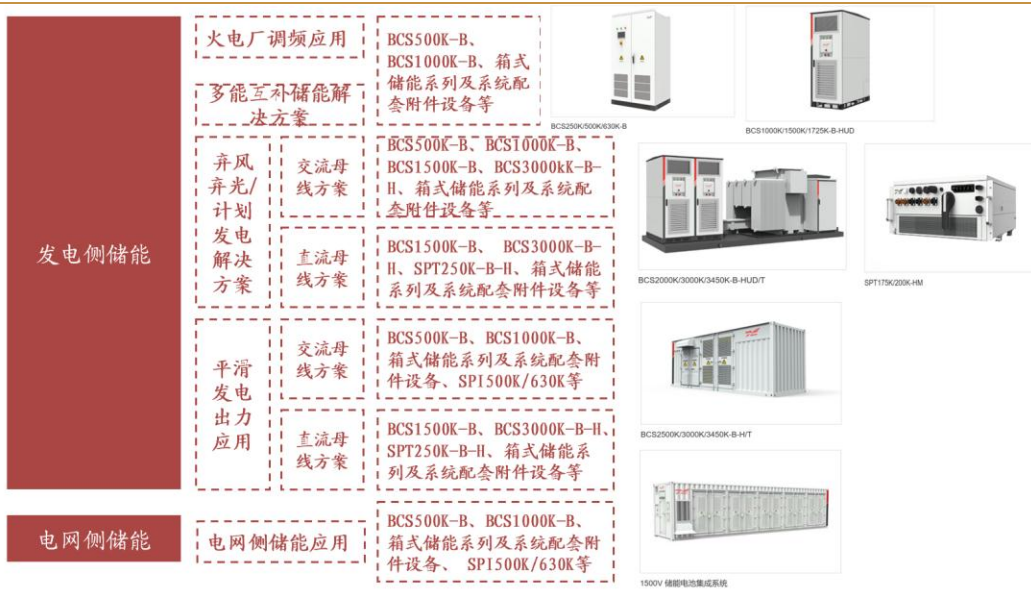 发电侧储能
火电厂调频应用
多能互补储能解
决方案
BCS500K-B、
BCS1000K-B、箱式
储能系列及系统配
套附件设备等
弃风
弃光/
计划
发电
解决
方案
交流母
线方案
BCS500K-B、BCS1000K-B、
BCS1500K-B、BCS3000kK-B-
H、箱式储能系列及系统配
套附件设备等
直流母
线方案
BCS1500K-B、 BCS3000K-B-
H、SPT250K-B-H、箱式储能
系列及系统配套附件设备等
平滑
发电
出力
应用
交流母
线方案
BCS500K-B、BCS1000K-B、
箱式储能系列及系统配套附
件设备、SPI500K/630K等
直流母
线方案
BCS1500K-B、BCS3000K-B-H、
SPT250K-B-H、箱式储能系
列及系统配套附件设备等
电网侧储能
电网侧储能应用
BCS500K-B、BCS1000K-B、
箱式储能系列及系统配套附
件设备、 SPI500K/630K等
BCS250K/500K/630K-B
BCS1000K/1500K/1725K-B-HUD
BCS2000K/3000K/3450K-B-HUD/T
SPT175K/200K-HM
BCS2500K/3000K/3450K-B-H/T
1500V 储能电池集成系统